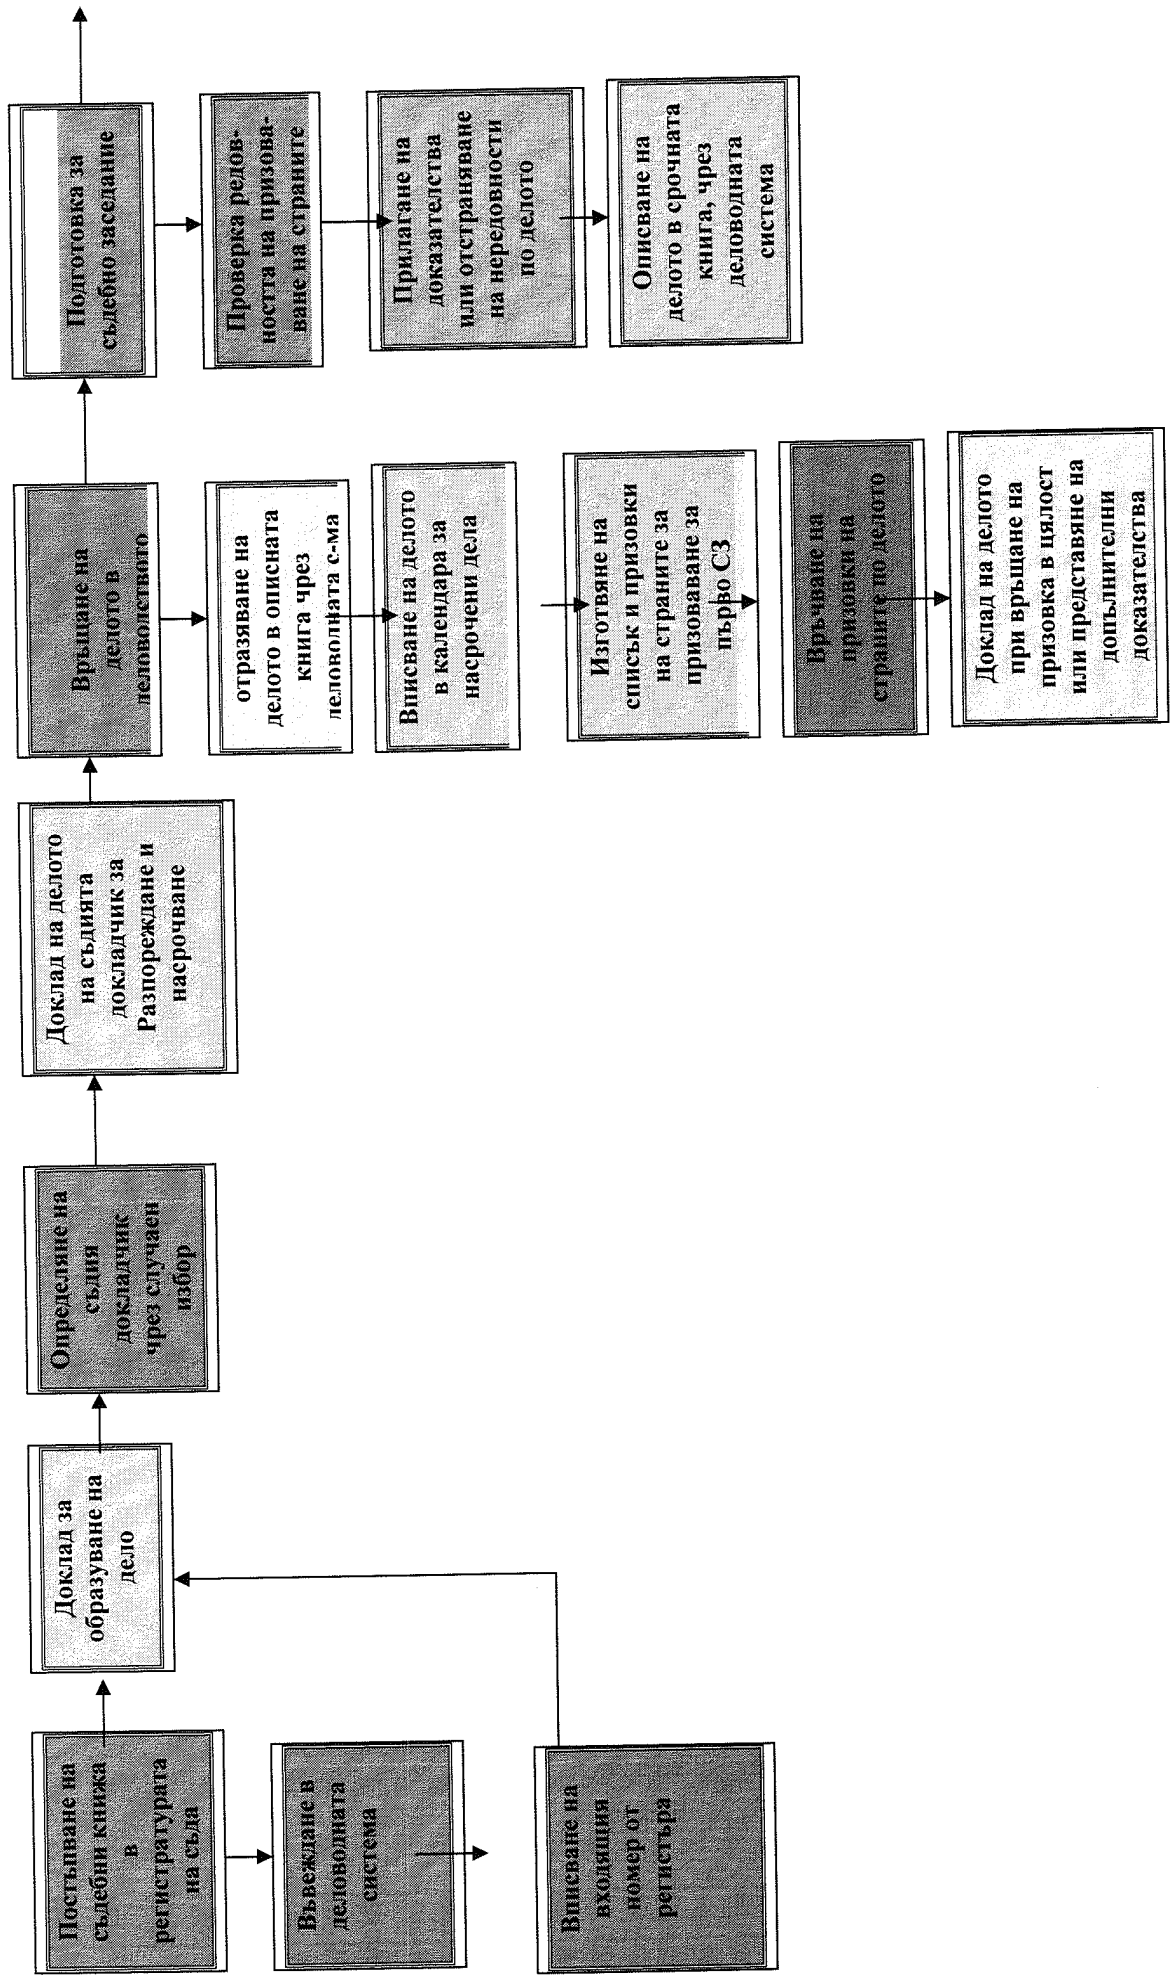 Постъпване на
съдебни книжа
в
регистратурата
на съда
Въвеждане в
деловодната
система
Вписване на
входящия
номер от
регистъра
Доклад за
образуване на
дело
Определяне на
съдия
докладчик
чрез случаен
избор
Доклад на делото
на съдията
докладчик за
Разпореждане и
насрочване
Връщане на
делото в
деловодството
отразяване на
делото в описната
книга чрез
деловодната с-ма
Вписване на делото
в календара за
насрочени дела
Изготвяне на
списък и призовки
на страните за
призоваване за
първо СЗ
Връчване на
призовки на
страните по делото
Доклад на делото
при връщане на
призовка в цялост
или представяне на
допълнителни
доказателства
Подготовка за
съдебно заседание
Проверка редов-
ността на призова-
ване на страните
Прилагане на
доказателства
или отстраняване
на нередовности
по делото
Описване на
делото в срочната
книга, чрез
деловодната
система